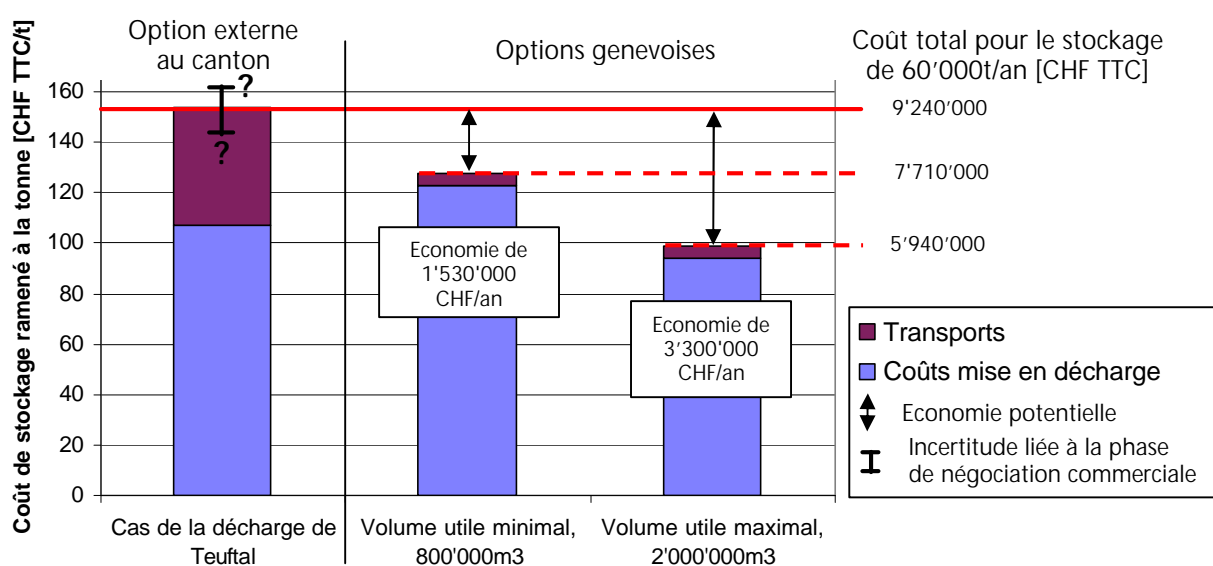 Coût de stockage ramené à la tonne [CHF TTC/t]
Option externe
au canton
Options genevoises
Coût total pour le stockage
de 60'000t/an [CHF TTC]
160
140
120
100
80
60
40
20
0
?
?
9'240'000
7'710'000
5'940'000
Economie de
1'530'000
CHF/an
Economie de
3'300'000
CHF/an
Transports
Coûts mise en décharge
Economie potentielle
Incertitude liée à la phase
de négociation commerciale
Cas de la décharge de
Teuftal
Volume utile minimal,
800'000m3
Volume utile maximal,
2'000'000m3